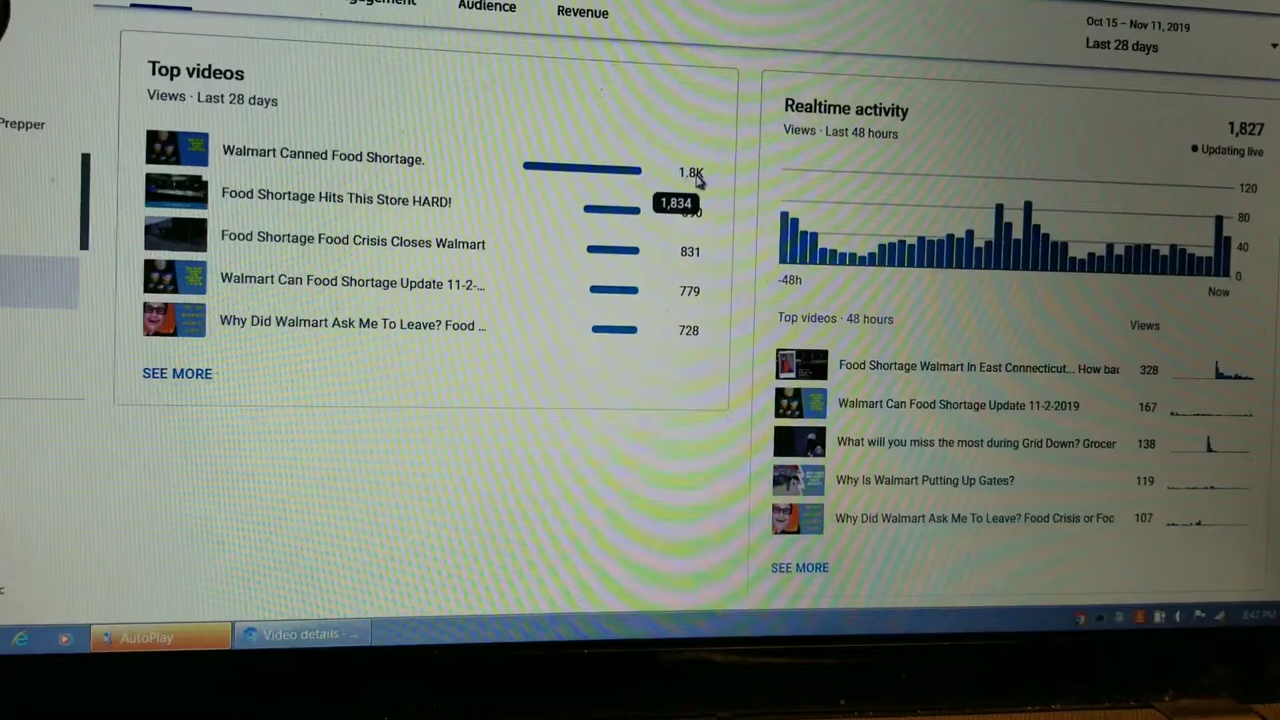 Audience
Revenue
Oct 15 – Nov 11, 2019
Last 28 days
Prepper
Top videos
Views · Last 28 days
Walmart Canned Food Shortage.
1.8K
Food Shortage Hits This Store HARD!
1,834
Food Shortage Food Crisis Closes Walmart
831
Walmart Can Food Shortage Update 11-2-...
779
Why Did Walmart Ask Me To Leave? Food ...
728
SEE MORE
Realtime activity
1,827
Views · Last 48 hours
Updating live
120
80
40
0
-48h
Now
Top videos · 48 hours
Views
Food Shortage Walmart In East Connecticut... How bac
328
Walmart Can Food Shortage Update 11-2-2019
167
What will you miss the most during Grid Down? Grocer
138
Why Is Walmart Putting Up Gates?
119
Why Did Walmart Ask Me To Leave? Food Crisis or Foc
107
SEE MORE
AutoPlay
Video details - ...
8:47 PM